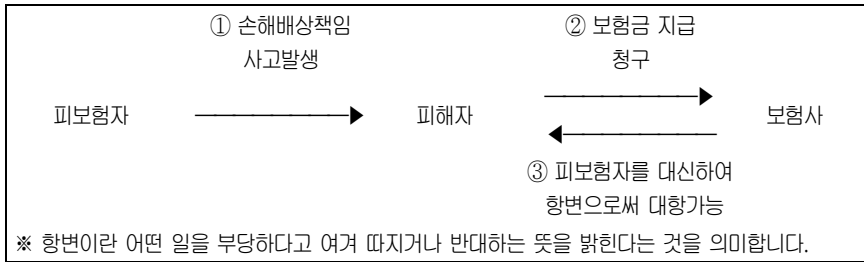 ① 손해배상책임 ② 보험금 지급
사고발생 청구
피보험자 피해자 보험사
③ 피보험자를 대신하여
항변으로써 대항가능
※ 항변이란 어떤 일을 부당하다고 여겨 따지거나 반대하는 뜻을 밝힌다는 것을 의미합니다.